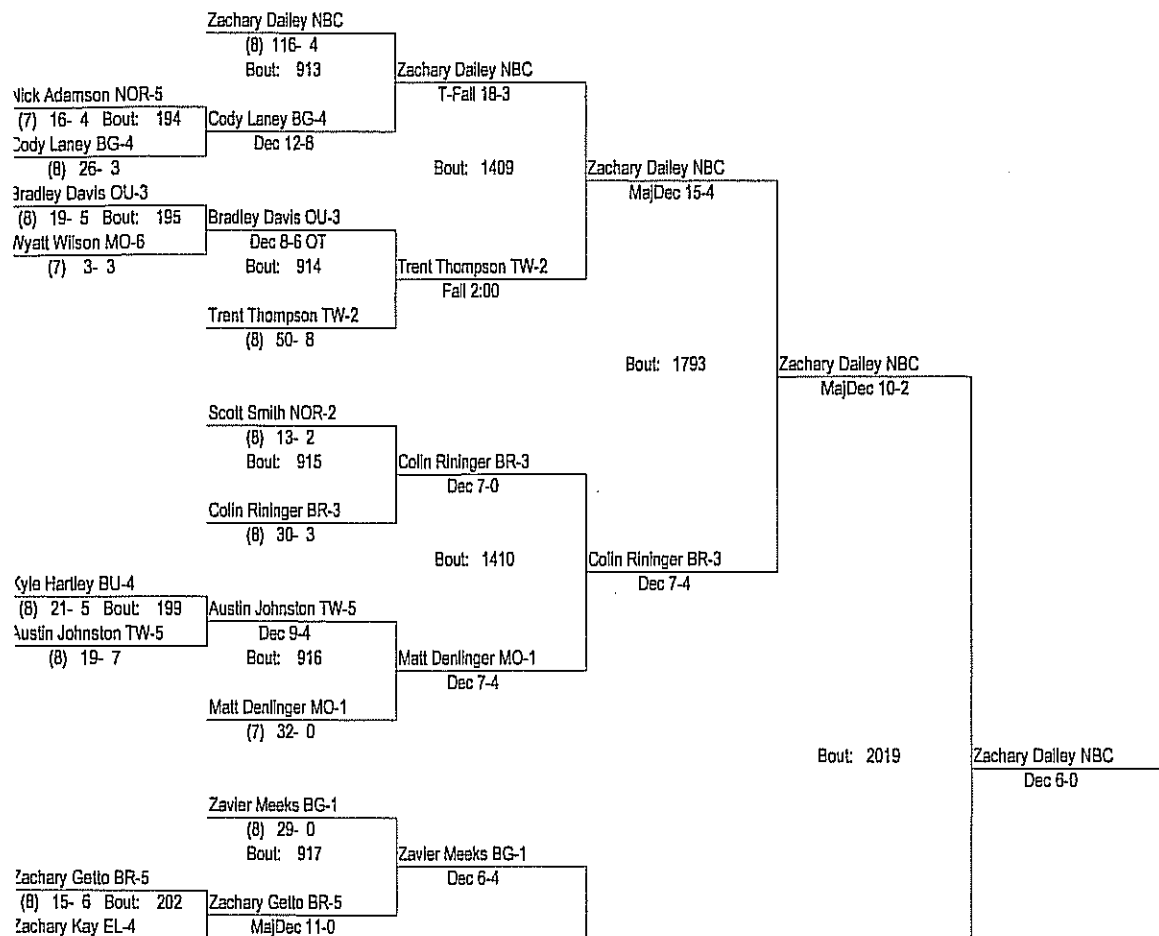 Zachary Dailey NBC
(8) 116- 4
Bout: 913
Zachary Dailey NBC
T-Fall 18-3
Nick Adamson NOR-5
(7) 16- 4 Bout: 194
Cody Laney BG-4
Cody Laney BG-4
Dec 12-8
(8) 26- 3
Bout: 1409
Zachary Dailey NBC
MajDec 15-4
Bradley Davis OU-3
(8) 19- 5 Bout: 195
Bradley Davis OU-3
Wyatt Wilson MO-6
Dec 8-6 OT
(7) 3- 3
Bout: 914
Trent Thompson TW-2
Fall 2:00
Trent Thompson TW-2
(8) 50- 8
Bout: 1793
Zachary Dailey NBC
MajDec 10-2
Scott Smith NOR-2
(8) 13- 2
Bout: 915
Colin Rininger BR-3
Dec 7-0
Colin Rininger BR-3
(8) 30- 3
Bout: 1410
Colin Rininger BR-3
Dec 7-4
Kyle Hartley BU-4
(8) 21- 5 Bout: 199
Austin Johnston TW-5
Austin Johnston TW-5
Dec 9-4
(8) 19- 7
Bout: 916
Matt Denlinger MO-1
Dec 7-4
Matt Denlinger MO-1
(7) 32- 0
Bout: 2019
Zachary Dailey NBC
Dec 6-0
Zavier Meeks BG-1
(8) 29- 0
Bout: 917
Zavier Meeks BG-1
Dec 6-4
Zachary Getto BR-5
(8) 15- 6 Bout: 202
Zachary Getto BR-5
Zachary Kay EL-4
MajDec 11-0